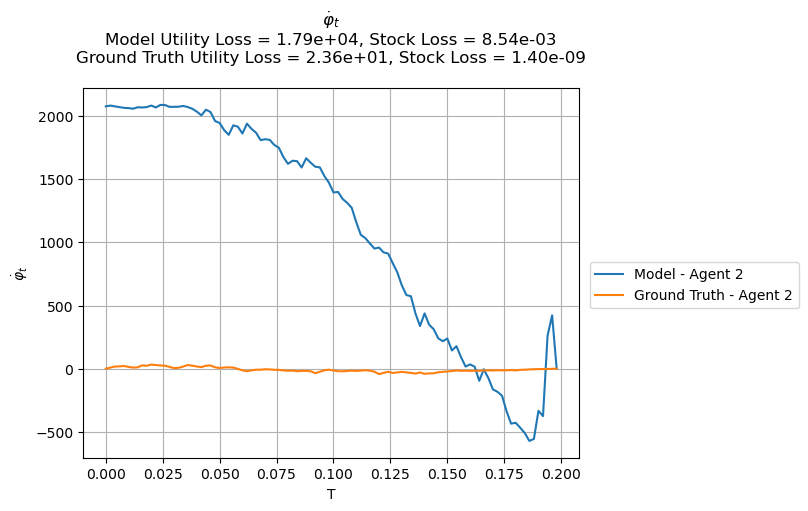 φ̇ₜ
Model Utility Loss = 1.79e+04, Stock Loss = 8.54e-03
Ground Truth Utility Loss = 2.36e+01, Stock Loss = 1.40e-09
2000
1500
1000
500
0
−500
φ̇ₜ
0.000 0.025 0.050 0.075 0.100 0.125 0.150 0.175 0.200
T
Model - Agent 2
Ground Truth - Agent 2